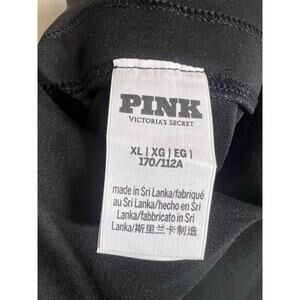 PINK
VICTORIA'S SECRET
XL | XG | EG |
170/112A
made in Sri Lanka/fabriqué
au Sri Lanka/hecho en Sri
Lanka/fabbricato in Sri
Lanka/斯里兰卡制造